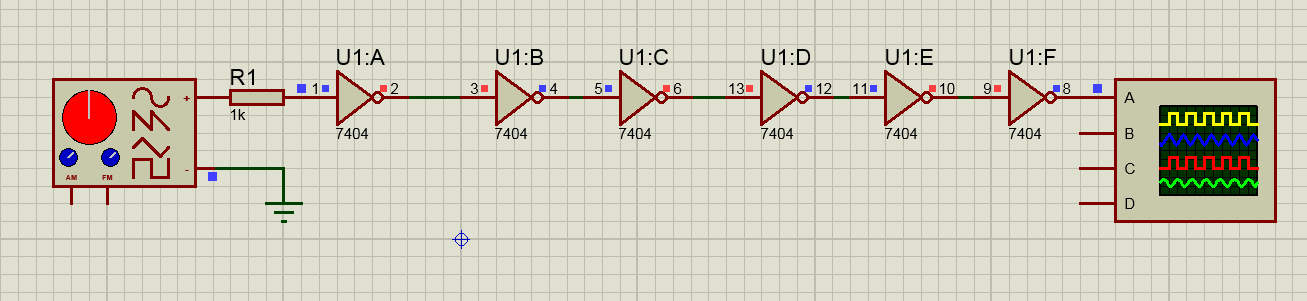 U1:A U1:B U1:C U1:D U1:E U1:F
R1
+ 1 2 3 4 5 6 13 12 11 10 9 8 A
1k
7404 7404 7404 7404 7404 7404 B
- C
AM FM
D